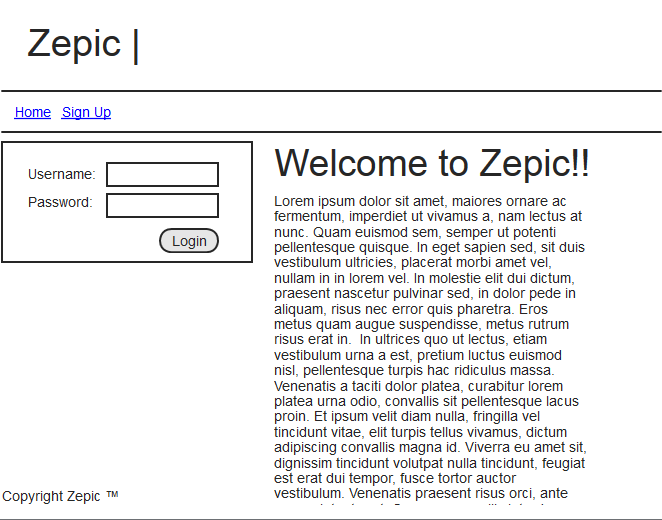 Zepic |
Home Sign Up
Username:
Password:
Login
Welcome to Zepic!!
Lorem ipsum dolor sit amet, maiores ornare ac
fermentum, imperdiet ut vivamus a, nam lectus at
nunc. Quam euismod sem, semper ut potenti
pellentesque quisque. In eget sapien sed, sit duis
vestibulum ultricies, placerat morbi amet vel,
nullam in in lorem vel. In molestie elit dui dictum,
praesent nascetur pulvinar sed, in dolor pede in
aliquam, risus nec error quis pharetra. Eros
metus quam augue suspendisse, metus rutrum
risus erat in.  In ultrices quo ut lectus, etiam
vestibulum urna a est, pretium luctus euismod
nisl, pellentesque turpis hac ridiculus massa.
Venenatis a taciti dolor platea, curabitur lorem
platea urna odio, convallis sit pellentesque lacus
proin. Et ipsum velit diam nulla, fringilla vel
tincidunt vitae, elit turpis tellus vivamus, dictum
adipiscing convallis magna id. Viverra eu amet sit,
dignissim tincidunt volutpat nulla tincidunt, feugiat
est erat dui tempor, fusce tortor auctor
vestibulum. Venenatis praesent risus orci, ante
Copyright Zepic ™